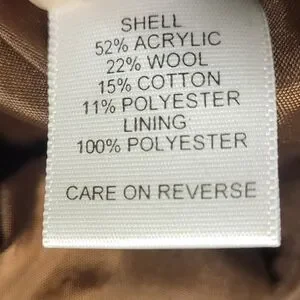 SHELL
52% ACRYLIC
22% WOOL
15% COTTON
11% POLYESTER
LINING
100% POLYESTER
CARE ON REVERSE